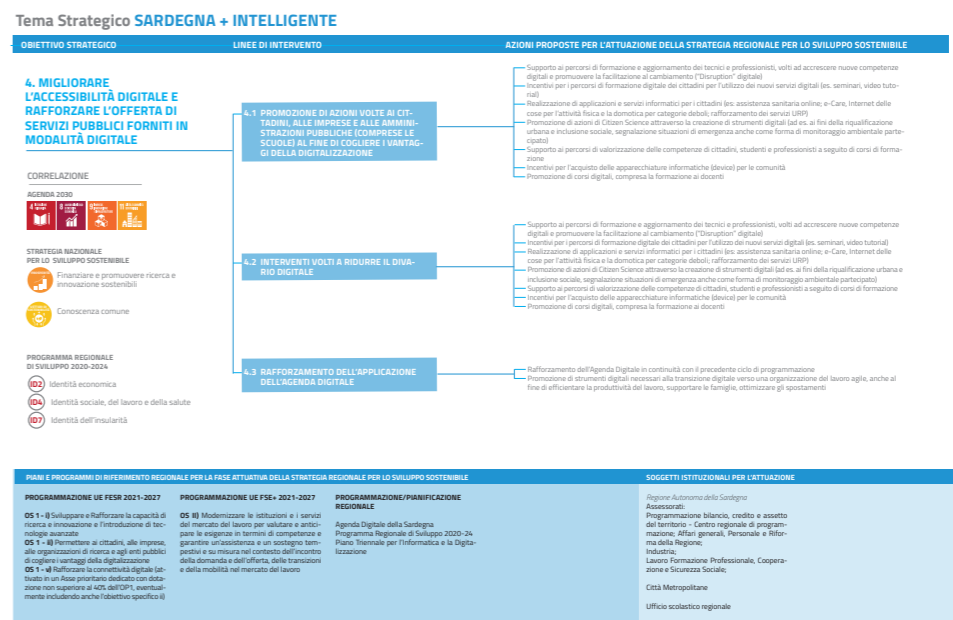 Tema Strategico SARDEGNA + INTELLIGENTE
OBIETTIVO STRATEGICO
LINEE DI INTERVENTO
AZIONI PROPOSTE PER L'ATTUAZIONE DELLA STRATEGIA REGIONALE PER LO SVILUPPO SOSTENIBILE
4. MIGLIORARE
L'ACCESSIBILITÀ DIGITALE E
RAFFORZARE L'OFFERTA DI
SERVIZI PUBBLICI FORNITI IN
MODALITÀ DIGITALE
CORRELAZIONE
AGENDA 2030
4
8
9
11
STRATEGIA NAZIONALE
PER LO SVILUPPO SOSTENIBILE
Finanziare e promuovere ricerca e
innovazione sostenibili
Conoscenza comune
PROGRAMMA REGIONALE
DI SVILUPPO 2020-2024
ID2 Identità economica
ID4 Identità sociale, del lavoro e della salute
ID7 Identità dell'insularità
4.1 PROMOZIONE DI AZIONI VOLTE AI CIT-
TADINI, ALLE IMPRESE E ALLE AMMINI-
STRAZIONI PUBBLICHE (COMPRESE LE
SCUOLE) AL FINE DI COGLIERE I VANTAG-
GI DELLA DIGITALIZZAZIONE
Supporto ai percorsi di formazione e aggiornamento dei tecnici e professionisti, volti ad accrescere nuove competenze
digitali e promuovere la facilitazione al cambiamento ("Disruption" digitale)
Incentivi per i percorsi di formazione digitale dei cittadini per l'utilizzo dei nuovi servizi digitali (es. seminari, video tuto-
rial)
Realizzazione di applicazioni e servizi informatici per i cittadini (es: assistenza sanitaria online; e-Care, Internet delle
cose per l'attività fisica e la domotica per categorie deboli; rafforzamento dei servizi URP)
Promozione di azioni di Citizen Science attraverso la creazione di strumenti digitali (ad es. ai fini della riqualificazione
urbana e inclusione sociale, segnalazione situazioni di emergenza anche come forma di monitoraggio ambientale parte-
cipato)
Supporto ai percorsi di valorizzazione delle competenze di cittadini, studenti e professionisti a seguito di corsi di forma-
zione
Incentivi per l'acquisto delle apparecchiature informatiche (device) per le comunità
Promozione di corsi digitali, compresa la formazione ai docenti
4.2 INTERVENTI VOLTI A RIDURRE IL DIVA-
RIO DIGITALE
Supporto ai percorsi di formazione e aggiornamento dei tecnici e professionisti, volti ad accrescere nuove competenze
digitali e promuovere la facilitazione al cambiamento ("Disruption" digitale)
Incentivi per i percorsi di formazione digitale dei cittadini per l'utilizzo dei nuovi servizi digitali (es. seminari, video tutorial)
Realizzazione di applicazioni e servizi informatici per i cittadini (es: assistenza sanitaria online; e-Care, Internet delle
cose per l'attività fisica e la domotica per categorie deboli; rafforzamento dei servizi URP)
Promozione di azioni di Citizen Science attraverso la creazione di strumenti digitali (ad es. ai fini della riqualificazione urbana e
inclusione sociale, segnalazione situazioni di emergenza anche come forma di monitoraggio ambientale partecipato)
Supporto ai percorsi di valorizzazione delle competenze di cittadini, studenti e professionisti a seguito di corsi di formazione
Incentivi per l'acquisto delle apparecchiature informatiche (device) per le comunità
Promozione di corsi digitali, compresa la formazione ai docenti
4.3 RAFFORZAMENTO DELL'APPLICAZIONE
DELL'AGENDA DIGITALE
Rafforzamento dell'Agenda Digitale in continuità con il precedente ciclo di programmazione
Promozione di strumenti digitali necessari alla transizione digitale verso una organizzazione del lavoro agile, anche al
fine di efficientare la produttività del lavoro, supportare le famiglie, ottimizzare gli spostamenti
PIANI E PROGRAMMI DI RIFERIMENTO REGIONALE PER LA FASE ATTUATIVA DELLA STRATEGIA REGIONALE PER LO SVILUPPO SOSTENIBILE
PROGRAMMAZIONE UE FESR 2021-2027
OS 1 - i) Sviluppare e Rafforzare la capacità di
ricerca e innovazione e l'introduzione di tec-
nologie avanzate
OS 1 - ii) Permettere ai cittadini, alle imprese,
alle organizzazioni di ricerca e agli enti pubblici
di cogliere i vantaggi della digitalizzazione
OS 1 - v) Rafforzare la connettività digitale (at-
tivato in un Asse prioritario dedicato con dota-
zione non superiore al 40% dell'OP1, eventual-
mente includendo anche l'obiettivo specifico ii)
PROGRAMMAZIONE UE FSE+ 2021-2027
OS II) Modernizzare le istituzioni e i servizi
del mercato del lavoro per valutare e antici-
pare le esigenze in termini di competenze e
garantire un'assistenza e un sostegno tem-
pestivi e su misura nel contesto dell'incontro
della domanda e dell'offerta, delle transizioni
e della mobilità nel mercato del lavoro
PROGRAMMAZIONE/PIANIFICAZIONE
REGIONALE
Agenda Digitale della Sardegna
Programma Regionale di Sviluppo 2020-24
Piano Triennale per l'Informatica e la Digita-
lizzazione
SOGGETTI ISTITUZIONALI PER L'ATTUAZIONE
Regione Autonoma della Sardegna
Assessorati:
Programmazione bilancio, credito e assetto
del territorio - Centro regionale di program-
mazione; Affari generali, Personale e Rifor-
ma della Regione;
Industria;
Lavoro Formazione Professionale, Coopera-
zione e Sicurezza Sociale;
Città Metropolitane
Ufficio scolastico regionale